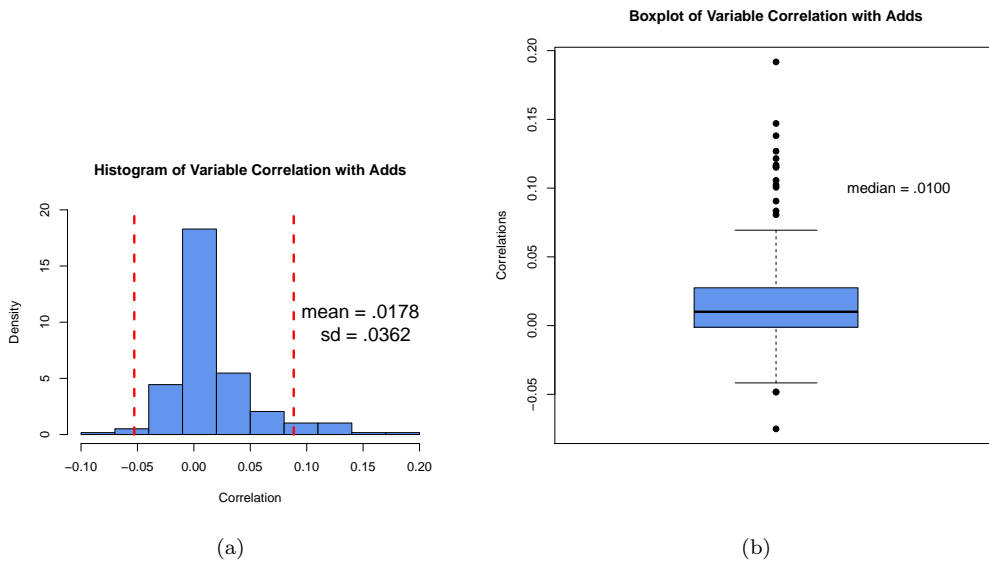 Histogram of Variable Correlation with Adds
20
15
10
5
0
Density
mean = .0178
sd = .0362
−0.10 −0.05 0.00 0.05 0.10 0.15 0.20
Correlation
(a)
Boxplot of Variable Correlation with Adds
0.20
0.15
0.10
0.05
0.00
−0.05
Correlations
median = .0100
(b)